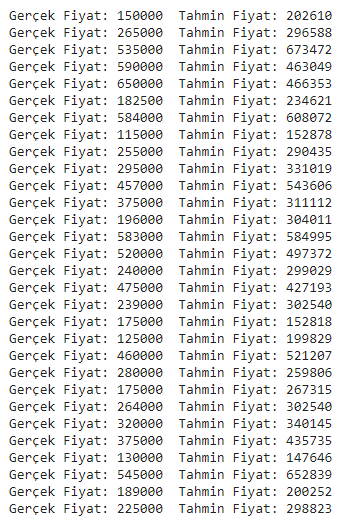 Gerçek Fiyat: 150000  Tahmin Fiyat: 202610
Gerçek Fiyat: 265000  Tahmin Fiyat: 296588
Gerçek Fiyat: 535000  Tahmin Fiyat: 673472
Gerçek Fiyat: 590000  Tahmin Fiyat: 463049
Gerçek Fiyat: 650000  Tahmin Fiyat: 466353
Gerçek Fiyat: 182500  Tahmin Fiyat: 234621
Gerçek Fiyat: 584000  Tahmin Fiyat: 608072
Gerçek Fiyat: 115000  Tahmin Fiyat: 152878
Gerçek Fiyat: 255000  Tahmin Fiyat: 290435
Gerçek Fiyat: 295000  Tahmin Fiyat: 331019
Gerçek Fiyat: 457000  Tahmin Fiyat: 543606
Gerçek Fiyat: 375000  Tahmin Fiyat: 311112
Gerçek Fiyat: 196000  Tahmin Fiyat: 304011
Gerçek Fiyat: 583000  Tahmin Fiyat: 584995
Gerçek Fiyat: 520000  Tahmin Fiyat: 497372
Gerçek Fiyat: 240000  Tahmin Fiyat: 299029
Gerçek Fiyat: 475000  Tahmin Fiyat: 427193
Gerçek Fiyat: 239000  Tahmin Fiyat: 302540
Gerçek Fiyat: 175000  Tahmin Fiyat: 152818
Gerçek Fiyat: 125000  Tahmin Fiyat: 199829
Gerçek Fiyat: 460000  Tahmin Fiyat: 521207
Gerçek Fiyat: 280000  Tahmin Fiyat: 259806
Gerçek Fiyat: 175000  Tahmin Fiyat: 267315
Gerçek Fiyat: 264000  Tahmin Fiyat: 302540
Gerçek Fiyat: 320000  Tahmin Fiyat: 340145
Gerçek Fiyat: 375000  Tahmin Fiyat: 435735
Gerçek Fiyat: 130000  Tahmin Fiyat: 147646
Gerçek Fiyat: 545000  Tahmin Fiyat: 652839
Gerçek Fiyat: 189000  Tahmin Fiyat: 200252
Gerçek Fiyat: 225000  Tahmin Fiyat: 298823